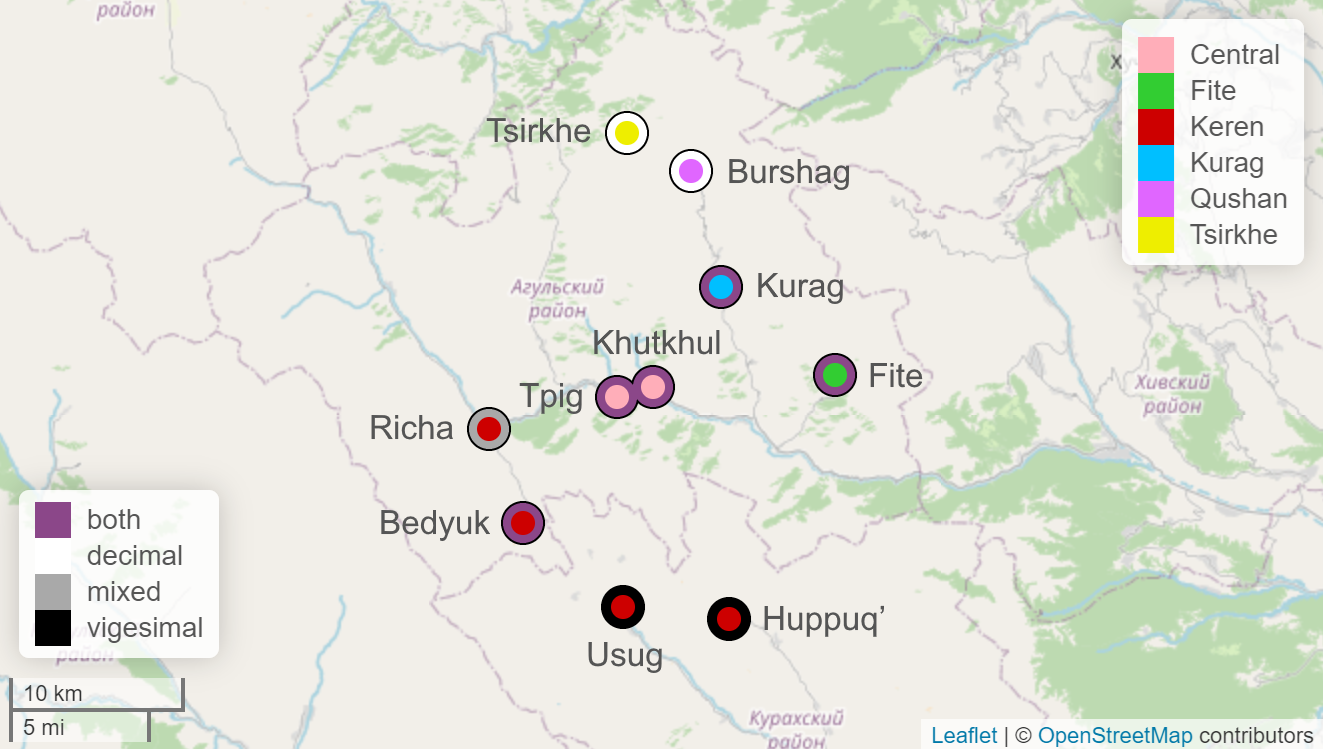 район
Central
Fite
Keren
Kurag
Qushan
Tsirkhe
Tsirkhe
Burshag
Kurag
Агульский
район
Khutkhul
Tpig
Fite
Хивский
район
Richa
Bedyuk
both
decimal
mixed
vigesimal
район
Huppuq’
Usug
10 km
5 mi
Курахский
район
Leaflet | © OpenStreetMap contributors